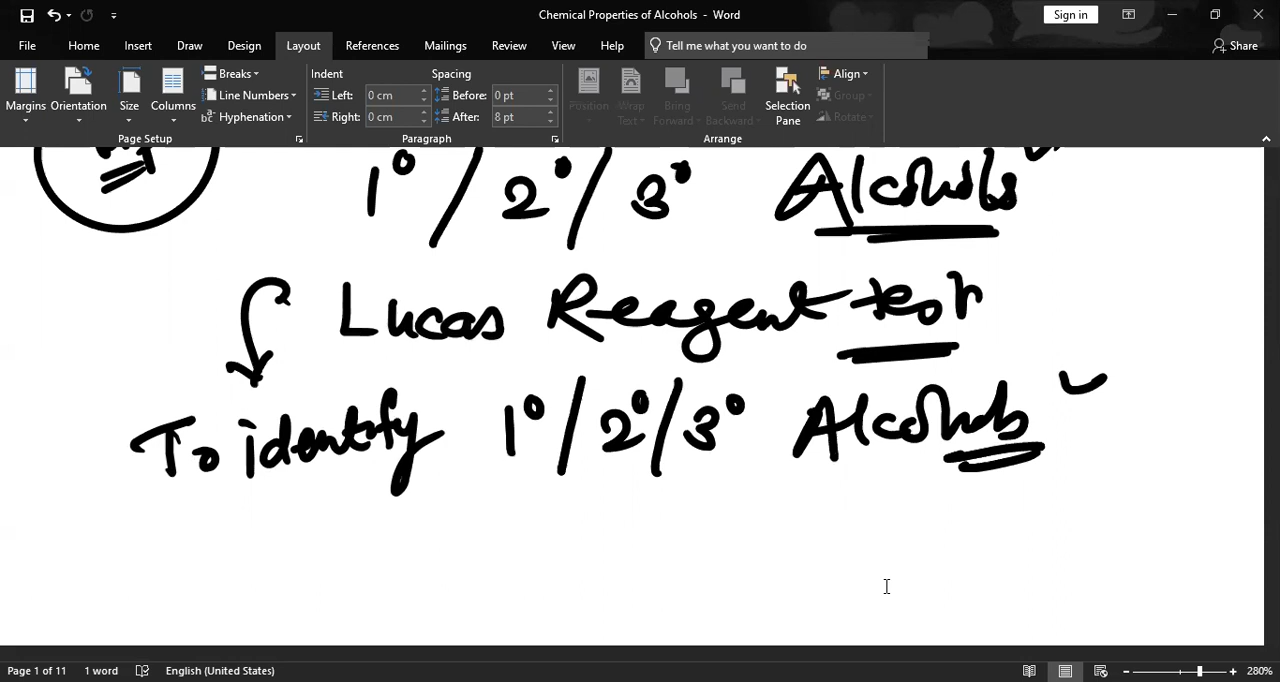 Chemical Properties of Alcohols - Word
Sign in
File Home Insert Draw Design Layout References Mailings Review View Help Tell me what you want to do Share
Margins Orientation Size Columns
Breaks
Line Numbers
Hyphenation
Page Setup
Indent Spacing
Left: 0 cm Before: 0 pt
Right: 0 cm After: 8 pt
Paragraph
Position Wrap Text Bring Forward Send Backward Selection Pane
Align
Group
Rotate
Arrange
1° / 2° / 3° Alcohols
Lucas Reagent test
To identify 1° / 2° / 3° Alcohols
Page 1 of 11 1 word English (United States) 280%